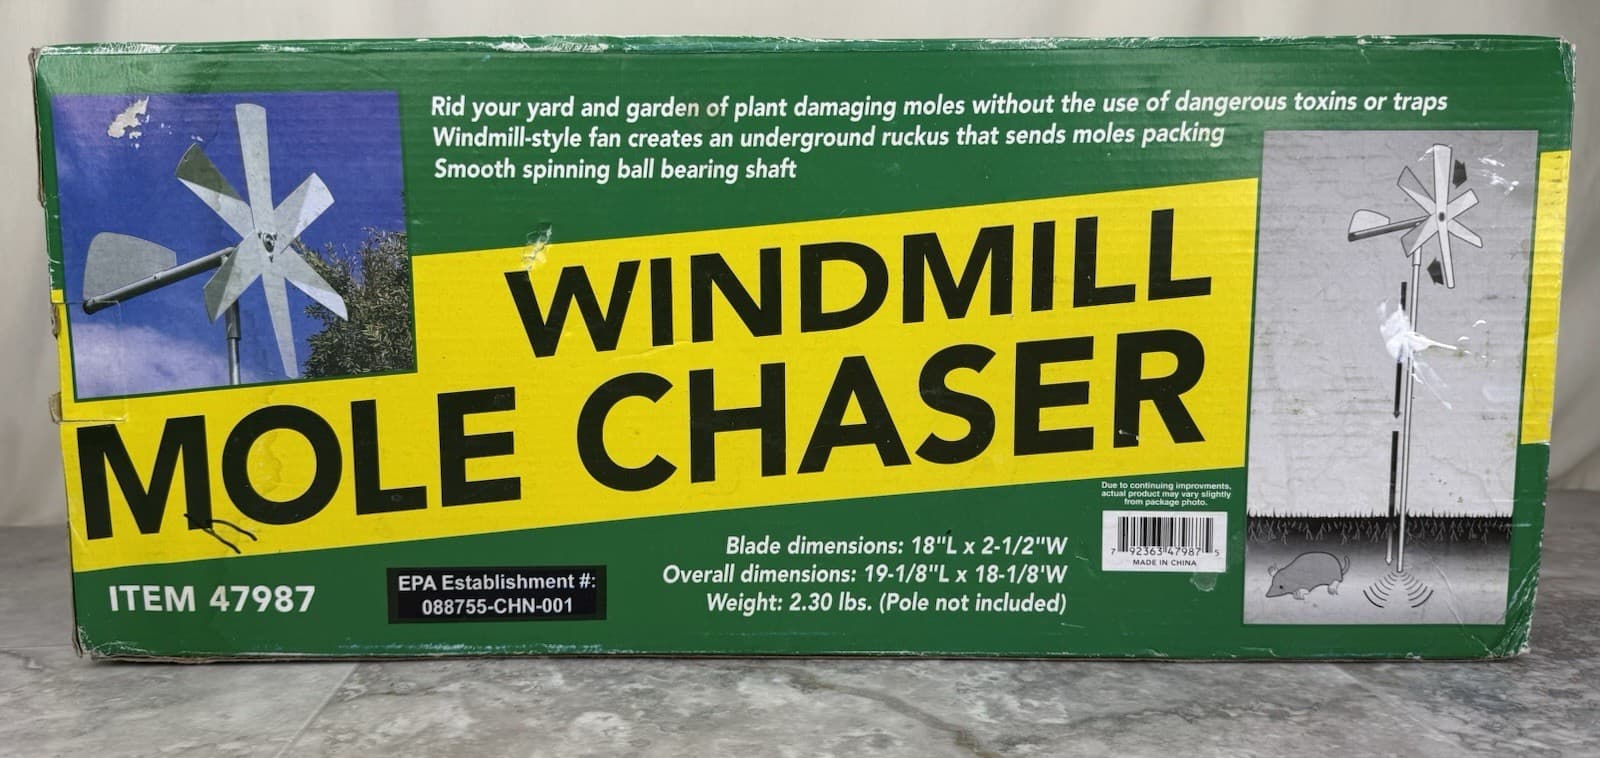 Rid your yard and garden of plant damaging moles without the use of dangerous toxins or traps
Windmill-style fan creates an underground ruckus that sends moles packing
Smooth spinning ball bearing shaft
WINDMILL
MOLE CHASER
Due to continuing improvments,
actual product may vary slightly
from package photo.
7 92363 47987 5
MADE IN CHINA
ITEM 47987
EPA Establishment #:
088755-CHN-001
Blade dimensions: 18"L x 2-1/2"W
Overall dimensions: 19-1/8"L x 18-1/8'W
Weight: 2.30 lbs. (Pole not included)